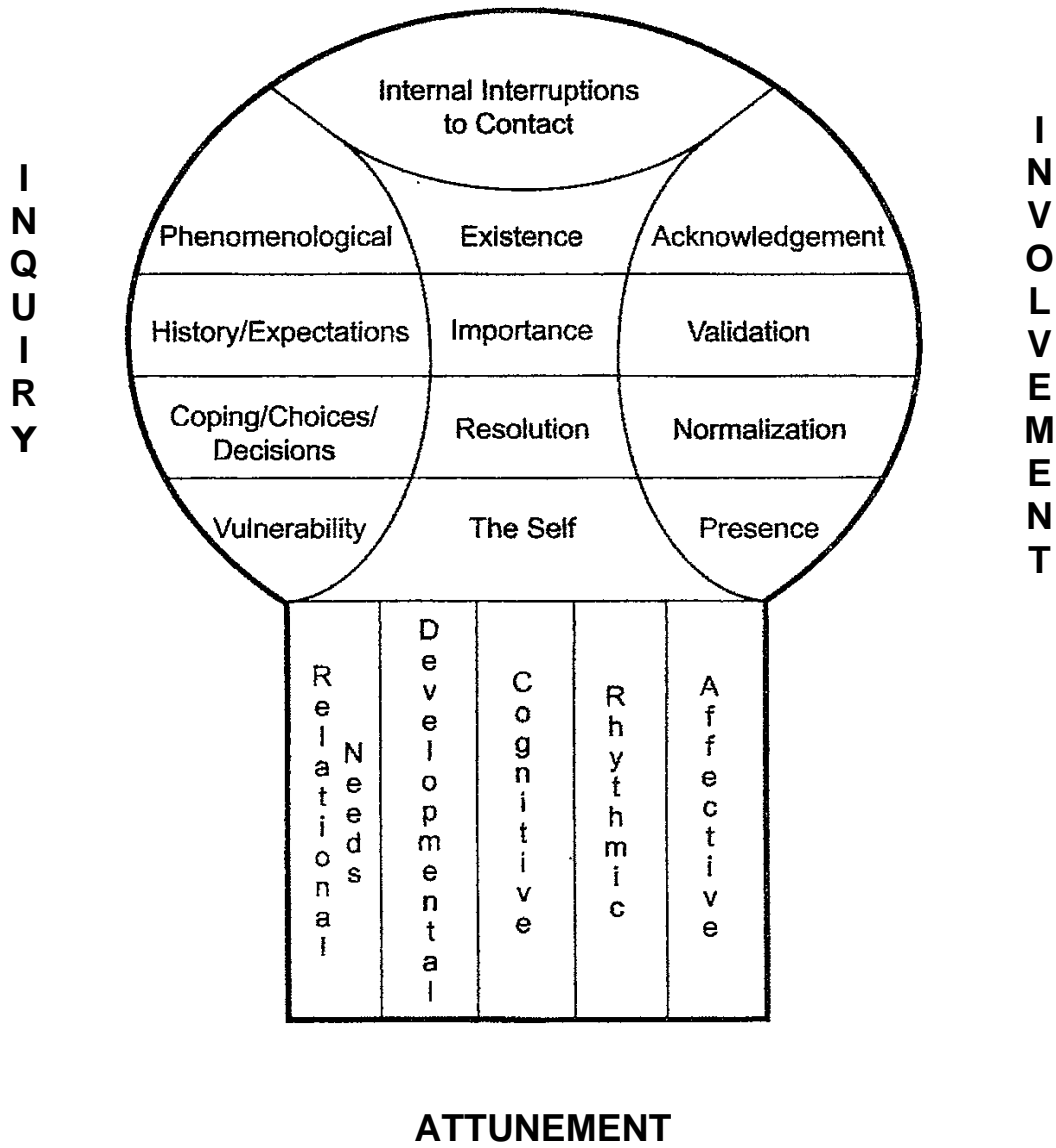 Internal Interruptions
to Contact
INQUIRY
INVOLVEMENT
Phenomenological
Existence
Acknowledgement
History/Expectations
Importance
Validation
Coping/Choices/
Decisions
Resolution
Normalization
Vulnerability
The Self
Presence
Relational
Needs
Developmental
Cognitive
Rhythmic
Affective
ATTUNEMENT